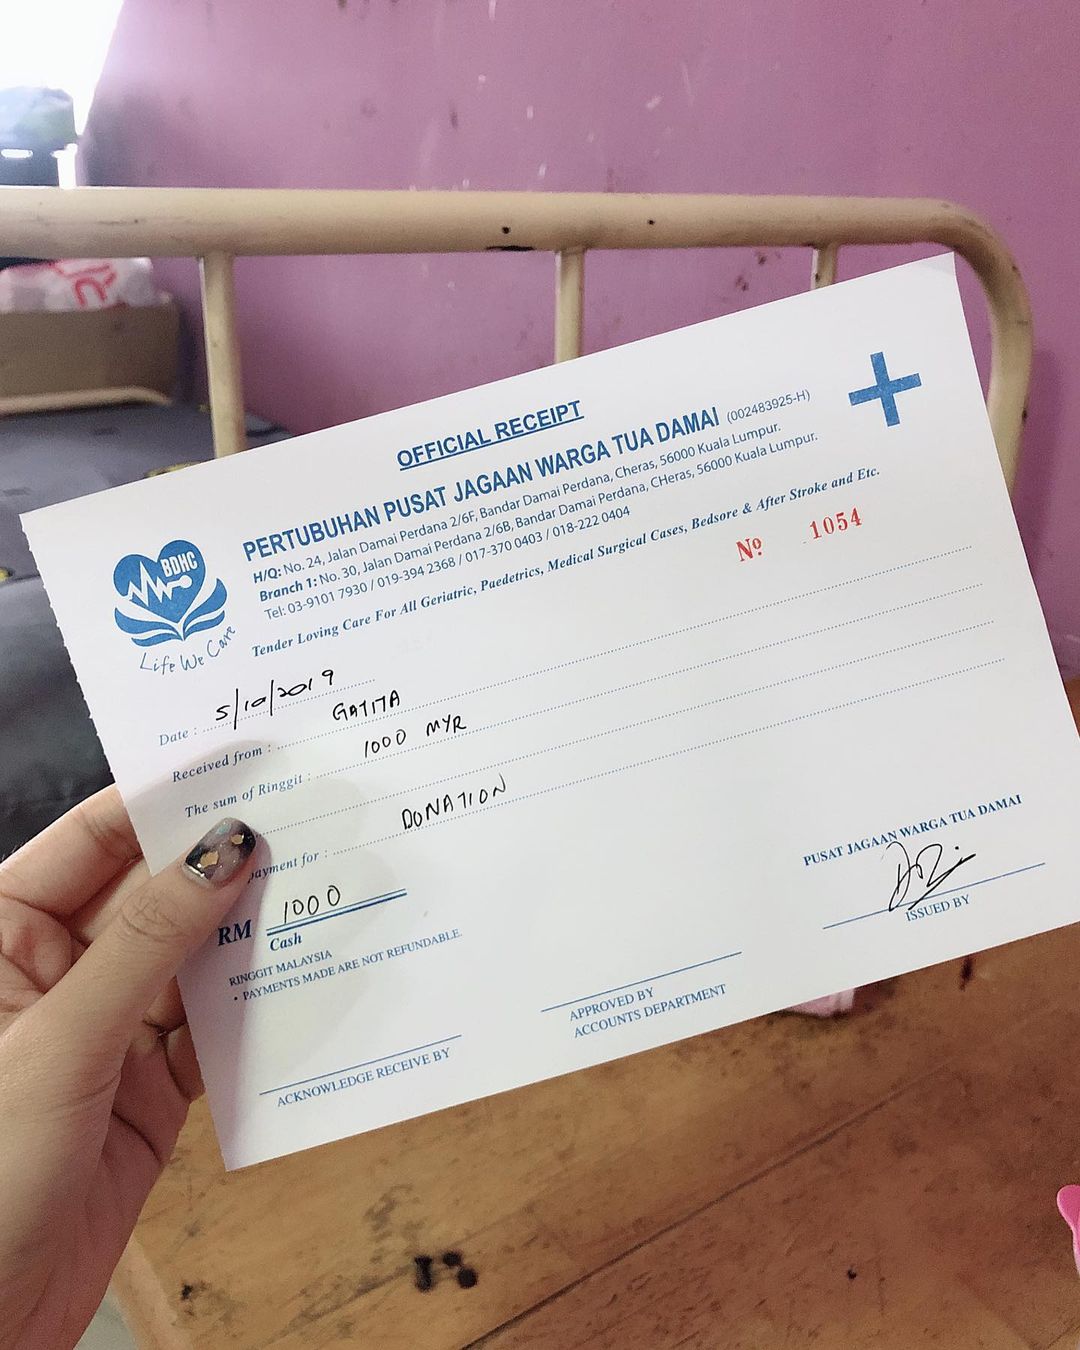 OFFICIAL RECEIPT
PERTUBUHAN PUSAT JAGAAN WARGA TUA DAMAI (002483925-H)
H/Q: No. 24, Jalan Damai Perdana 2/6F, Bandar Damai Perdana, Cheras, 56000 Kuala Lumpur.
Branch 1: No. 30, Jalan Damai Perdana 2/6B, Bandar Damai Perdana, CHeras, 56000 Kuala Lumpur.
Tel: 03-9101 7930 / 019-394 2368 / 017-370 0403 / 018-222 0404
Tender Loving Care For All Geriatric, Paedetrics, Medical Surgical Cases, Bedsore & After Stroke and Etc.
BDHC
Life We Care
Nº 1054
Date : 5/10/2019
Received from : GATITA
The sum of Ringgit : 1000 MYR
payment for : DONATION
RM 1000
Cash
RINGGIT MALAYSIA
• PAYMENTS MADE ARE NOT REFUNDABLE.
PUSAT JAGAAN WARGA TUA DAMAI
ISSUED BY
APPROVED BY
ACCOUNTS DEPARTMENT
ACKNOWLEDGE RECEIVE BY